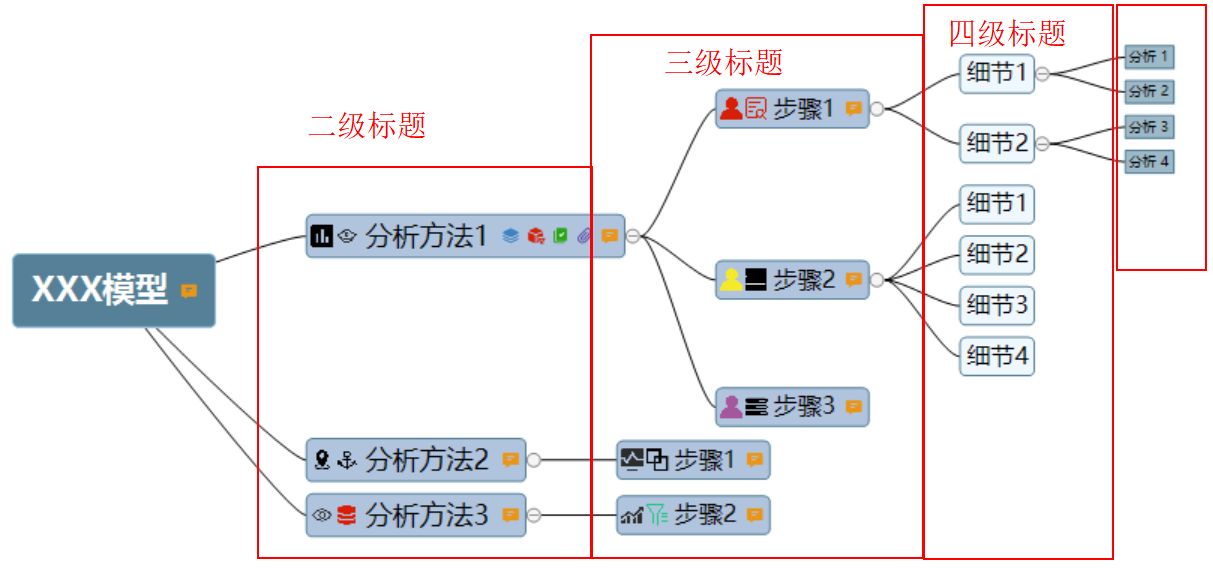 四级标题
三级标题
二级标题
XXX模型
分析方法1
步骤1
细节1
分析 1
分析 2
细节2
分析 3
分析 4
步骤2
细节1
细节2
细节3
细节4
步骤3
分析方法2
步骤1
分析方法3
步骤2